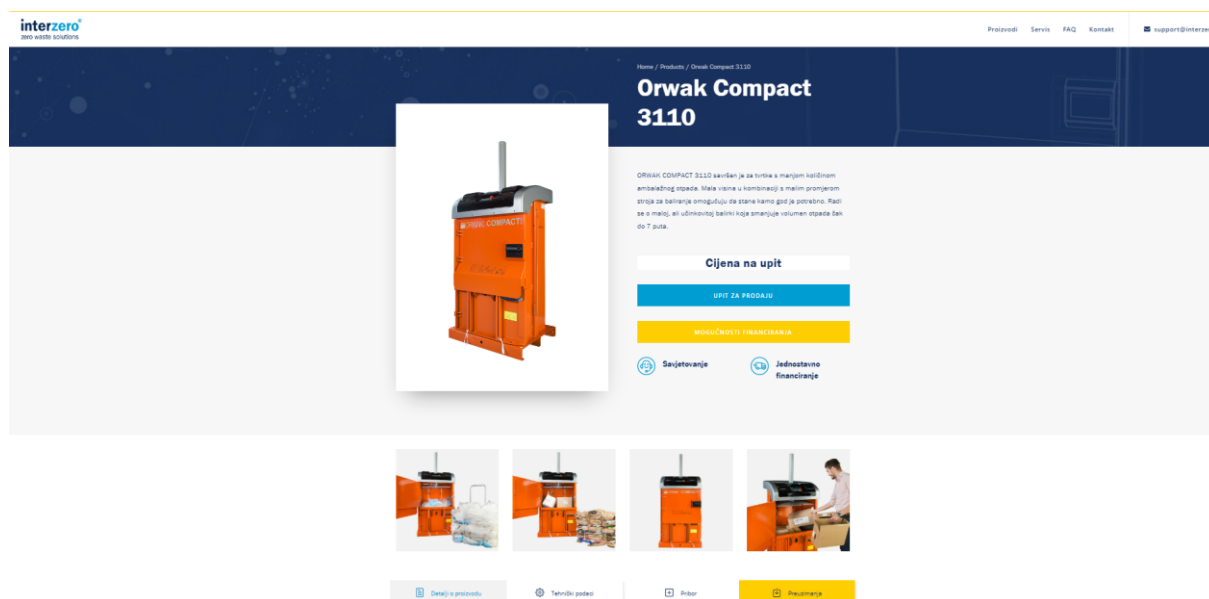 interzero®
zero waste solutions
Proizvodi Servis FAQ Kontakt
Home / Products / Orwak Compact 3110
Orwak Compact
3110
ORWAK COMPACT 3110 savršen je za tvrtke s manjom količinom
ambalažnog otpada. Mala visina u kombinaciji s malim promjerom
stroja za baliranje omogućuju da stane kamo god je potrebno. Radi
se o maloj, ali učinkovitoj balirki koja smanjuje volumen otpada čak
do 7 puta.
COMPACT
Cijena na upit
UPIT ZA PRODAJU
MOGUĆNOSTI FINANCIRANJA
Savjetovanje
Jednostavno
financiranje
Detalji o proizvodu
Tehnički podaci
Pribor
Preuzimanja